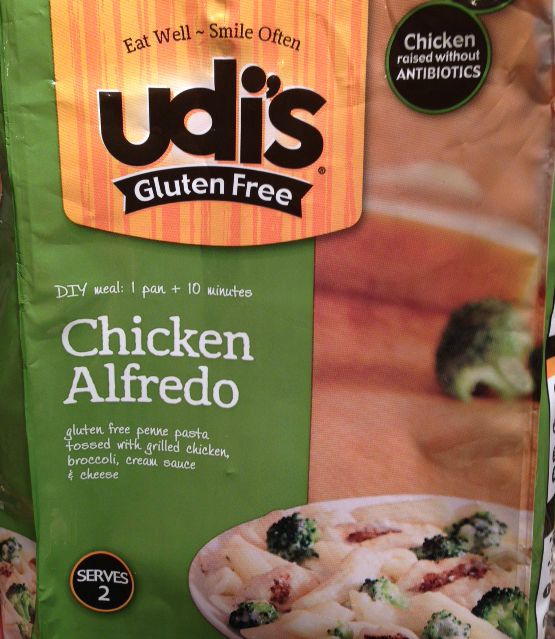 Eat Well ~ Smile Often
udi's®
Gluten Free
Chicken
raised without
ANTIBIOTICS
DIY meal: 1 pan + 10 minutes
Chicken
Alfredo
gluten free penne pasta
tossed with grilled chicken,
broccoli, cream sauce
& cheese
SERVES
2